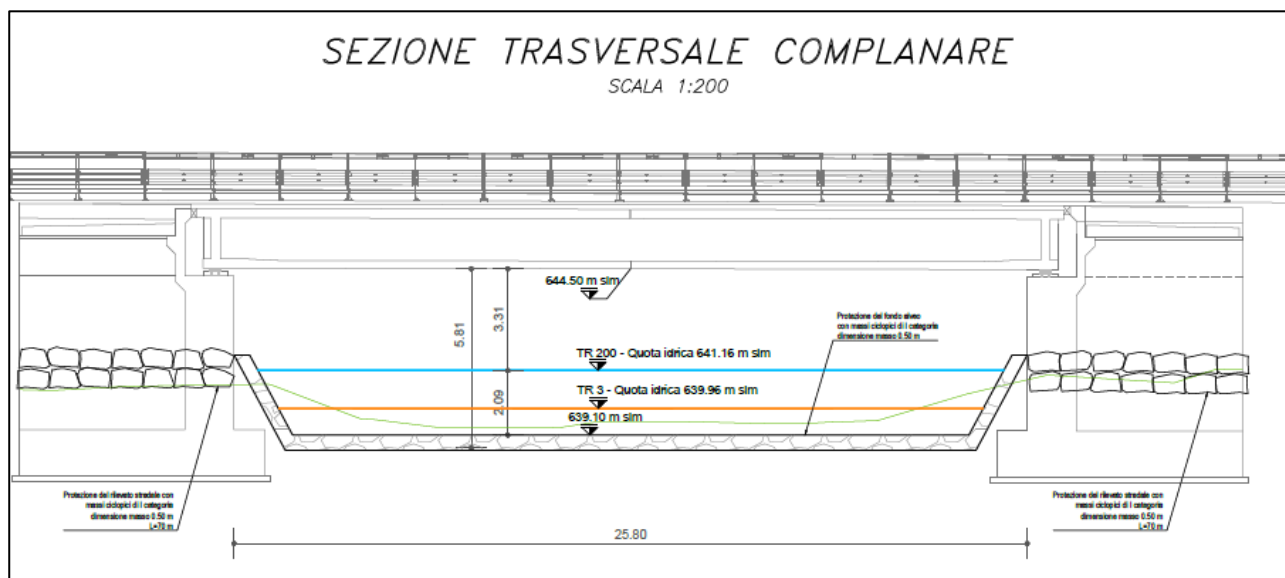 SEZIONE TRASVERSALE COMPLANARE
SCALA 1:200
644.50 m slm
3.31
5.81
Protezione del fondo alveo
con massi ciclopici di I categoria
dimensione masso 0.50 m
TR 200 - Quota idrica 641.16 m slm
TR 3 - Quota idrica 639.96 m slm
2.09
639.10 m slm
Protezione del rilevato stradale con
massi ciclopici di I categoria
dimensione masso 0.50 m
L=70 m
Protezione del rilevato stradale con
massi ciclopici di I categoria
dimensione masso 0.50 m
L=70 m
25.80